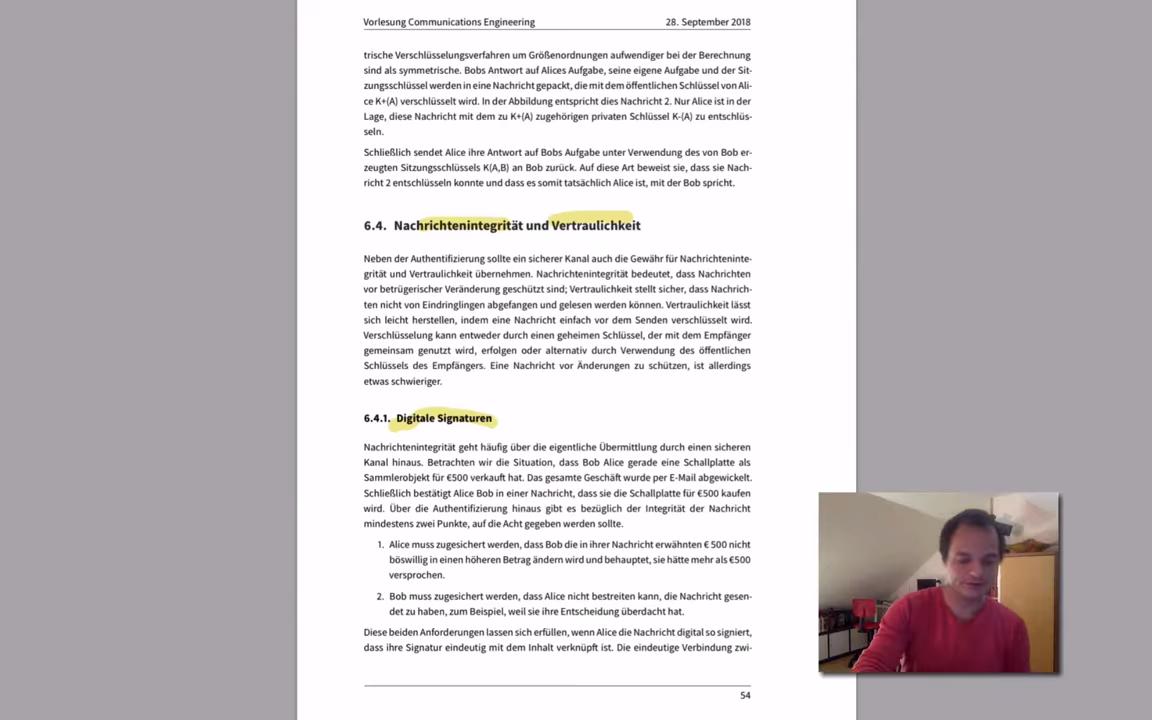 Vorlesung Communications Engineering 28. September 2018
trische Verschlüsselungsverfahren um Größenordnungen aufwendiger bei der Berechnung
sind als symmetrische. Bobs Antwort auf Alices Aufgabe, seine eigene Aufgabe und der Sit-
zungsschlüssel werden in eine Nachricht gepackt, die mit dem öffentlichen Schlüssel von Ali-
ce K+(A) verschlüsselt wird. In der Abbildung entspricht dies Nachricht 2. Nur Alice ist in der
Lage, diese Nachricht mit dem zu K+(A) zugehörigen privaten Schlüssel K-(A) zu entschlüs-
seln.
Schließlich sendet Alice ihre Antwort auf Bobs Aufgabe unter Verwendung des von Bob er-
zeugten Sitzungsschlüssels K(A,B) an Bob zurück. Auf diese Art beweist sie, dass sie Nach-
richt 2 entschlüsseln konnte und dass es somit tatsächlich Alice ist, mit der Bob spricht.
6.4. Nachrichtenintegrität und Vertraulichkeit
Neben der Authentifizierung sollte ein sicherer Kanal auch die Gewähr für Nachrichteninte-
grität und Vertraulichkeit übernehmen. Nachrichtenintegrität bedeutet, dass Nachrichten
vor betrügerischer Veränderung geschützt sind; Vertraulichkeit stellt sicher, dass Nachrich-
ten nicht von Eindringlingen abgefangen und gelesen werden können. Vertraulichkeit lässt
sich leicht herstellen, indem eine Nachricht einfach vor dem Senden verschlüsselt wird.
Verschlüsselung kann entweder durch einen geheimen Schlüssel, der mit dem Empfänger
gemeinsam genutzt wird, erfolgen oder alternativ durch Verwendung des öffentlichen
Schlüssels des Empfängers. Eine Nachricht vor Änderungen zu schützen, ist allerdings
etwas schwieriger.
6.4.1. Digitale Signaturen
Nachrichtenintegrität geht häufig über die eigentliche Übermittlung durch einen sicheren
Kanal hinaus. Betrachten wir die Situation, dass Bob Alice gerade eine Schallplatte als
Sammlerobjekt für €500 verkauft hat. Das gesamte Geschäft wurde per E-Mail abgewickelt.
Schließlich bestätigt Alice Bob in einer Nachricht, dass sie die Schallplatte für €500 kaufen
wird. Über die Authentifizierung hinaus gibt es bezüglich der Integrität der Nachricht
mindestens zwei Punkte, auf die Acht gegeben werden sollte.
1. Alice muss zugesichert werden, dass Bob die in ihrer Nachricht erwähnten € 500 nicht
böswillig in einen höheren Betrag ändern wird und behauptet, sie hätte mehr als €500
versprochen.
2. Bob muss zugesichert werden, dass Alice nicht bestreiten kann, die Nachricht gesen-
det zu haben, zum Beispiel, weil sie ihre Entscheidung überdacht hat.
Diese beiden Anforderungen lassen sich erfüllen, wenn Alice die Nachricht digital so signiert,
dass ihre Signatur eindeutig mit dem Inhalt verknüpft ist. Die eindeutige Verbindung zwi-
54